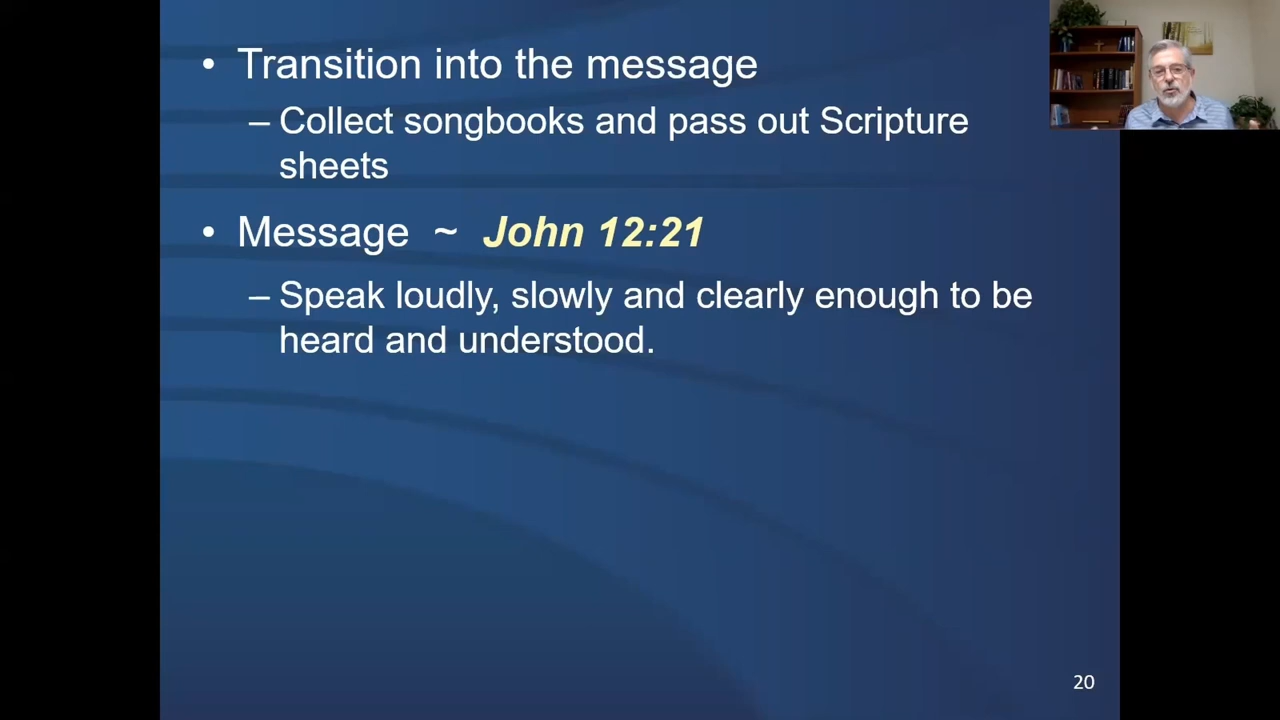 • Transition into the message
– Collect songbooks and pass out Scripture
sheets
• Message ~ John 12:21
– Speak loudly, slowly and clearly enough to be
heard and understood.
20